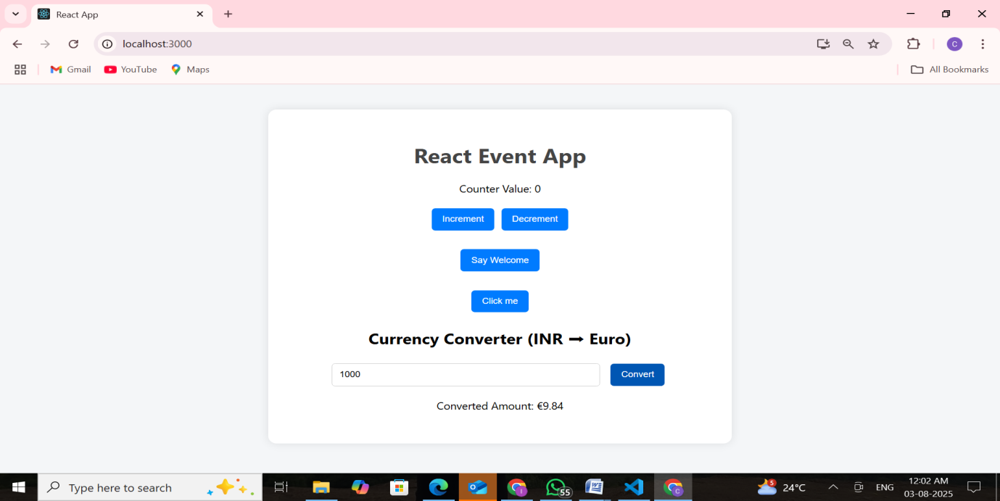 React App
localhost:3000
C
Gmail
YouTube
Maps
All Bookmarks
React Event App
Counter Value: 0
Increment
Decrement
Say Welcome
Click me
Currency Converter (INR ➞ Euro)
1000
Convert
Converted Amount: €9.84
Type here to search
I
55
W
C
5
24°C
ENG
12:02 AM
03-08-2025